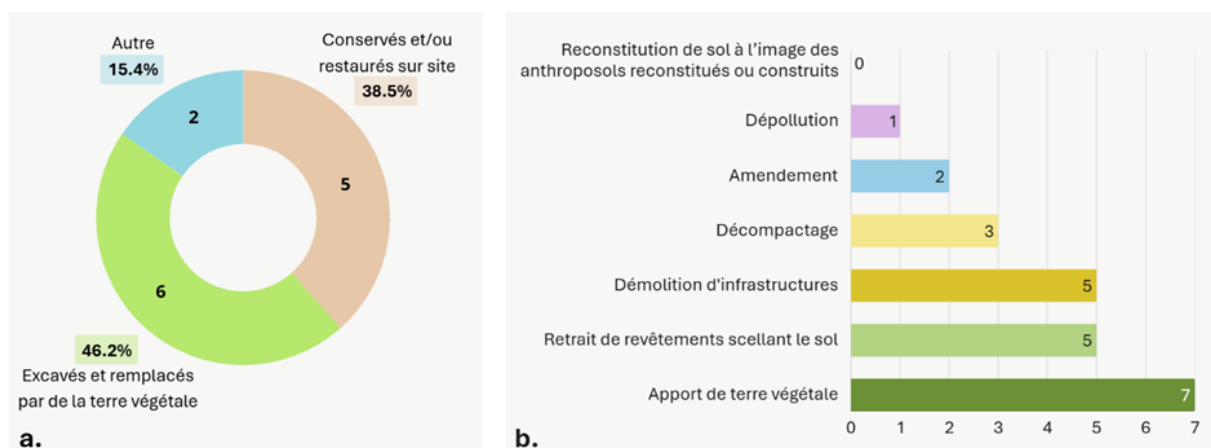 Autre
15.4%
Conservés et/ou
restaurés sur site
38.5%
2
5
6
46.2%
Excavés et remplacés
par de la terre végétale
a.
Reconstitution de sol à l’image des
anthroposols reconstitués ou construits
0
Dépollution
1
Amendement
2
Décompactage
3
Démolition d'infrastructures
5
Retrait de revêtements scellant le sol
5
Apport de terre végétale
7
0 1 2 3 4 5 6 7
b.